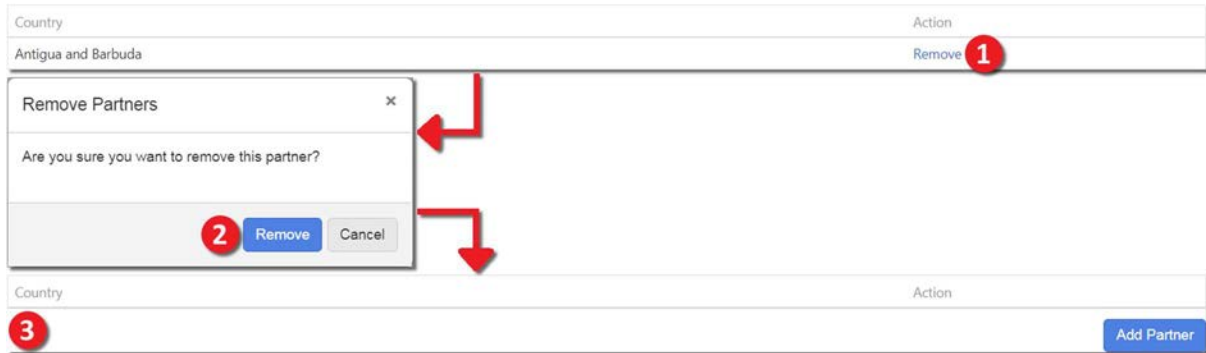 Country Action
Antigua and Barbuda Remove 1
Remove Partners ×
Are you sure you want to remove this partner?
2 Remove Cancel
Country Action
3
Add Partner